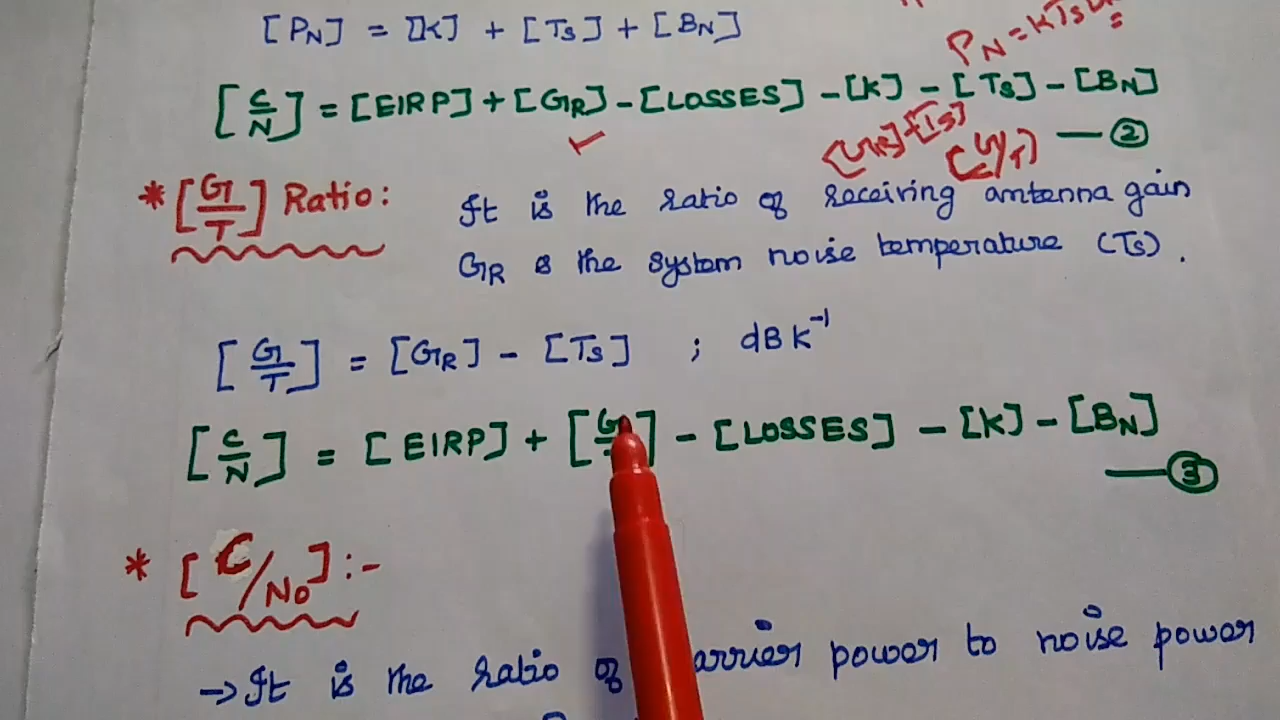 [PN] = [K] + [Ts] + [BN]
PN = KTs
[C/N] = [EIRP] + [GR] - [LOSSES] - [K] - [Ts] - [BN]
[GR] - [Ts]
[G/T]
— ②
* [G/T] Ratio: It is the ratio of receiving antenna gain
GR & the system noise temperature (Ts).
[G/T] = [GR] - [Ts] ; dBK⁻¹
[C/N] = [EIRP] + [G ] - [LOSSES] - [K] - [BN]
— ③
* [C/No] :-
→ It is the ratio of carrier power to noise power